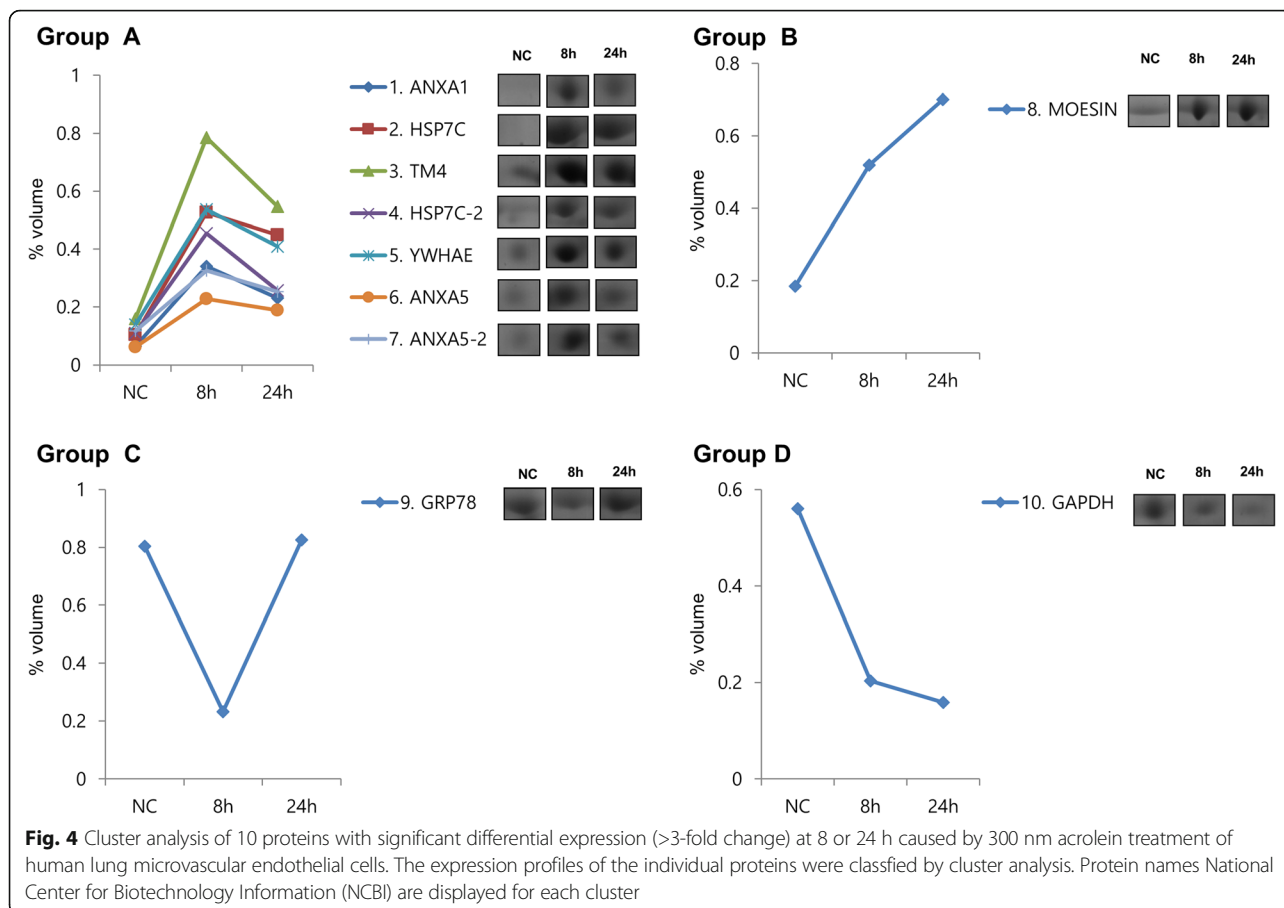 Group A
NC 8h 24h
1
0.8
0.6
0.4
0.2
0
% volume
NC 8h 24h
1. ANXA1
2. HSP7C
3. TM4
4. HSP7C-2
5. YWHAE
6. ANXA5
7. ANXA5-2
Group B
NC 8h 24h
0.8
0.6
0.4
0.2
0
% volume
NC 8h 24h
8. MOESIN
Group C
NC 8h 24h
1
0.8
0.6
0.4
0.2
0
% volume
NC 8h 24h
9. GRP78
Group D
NC 8h 24h
0.6
0.4
0.2
0
% volume
NC 8h 24h
10. GAPDH
Fig. 4 Cluster analysis of 10 proteins with significant differential expression (>3-fold change) at 8 or 24 h caused by 300 nm acrolein treatment of
human lung microvascular endothelial cells. The expression profiles of the individual proteins were classfied by cluster analysis. Protein names National
Center for Biotechnology Information (NCBI) are displayed for each cluster